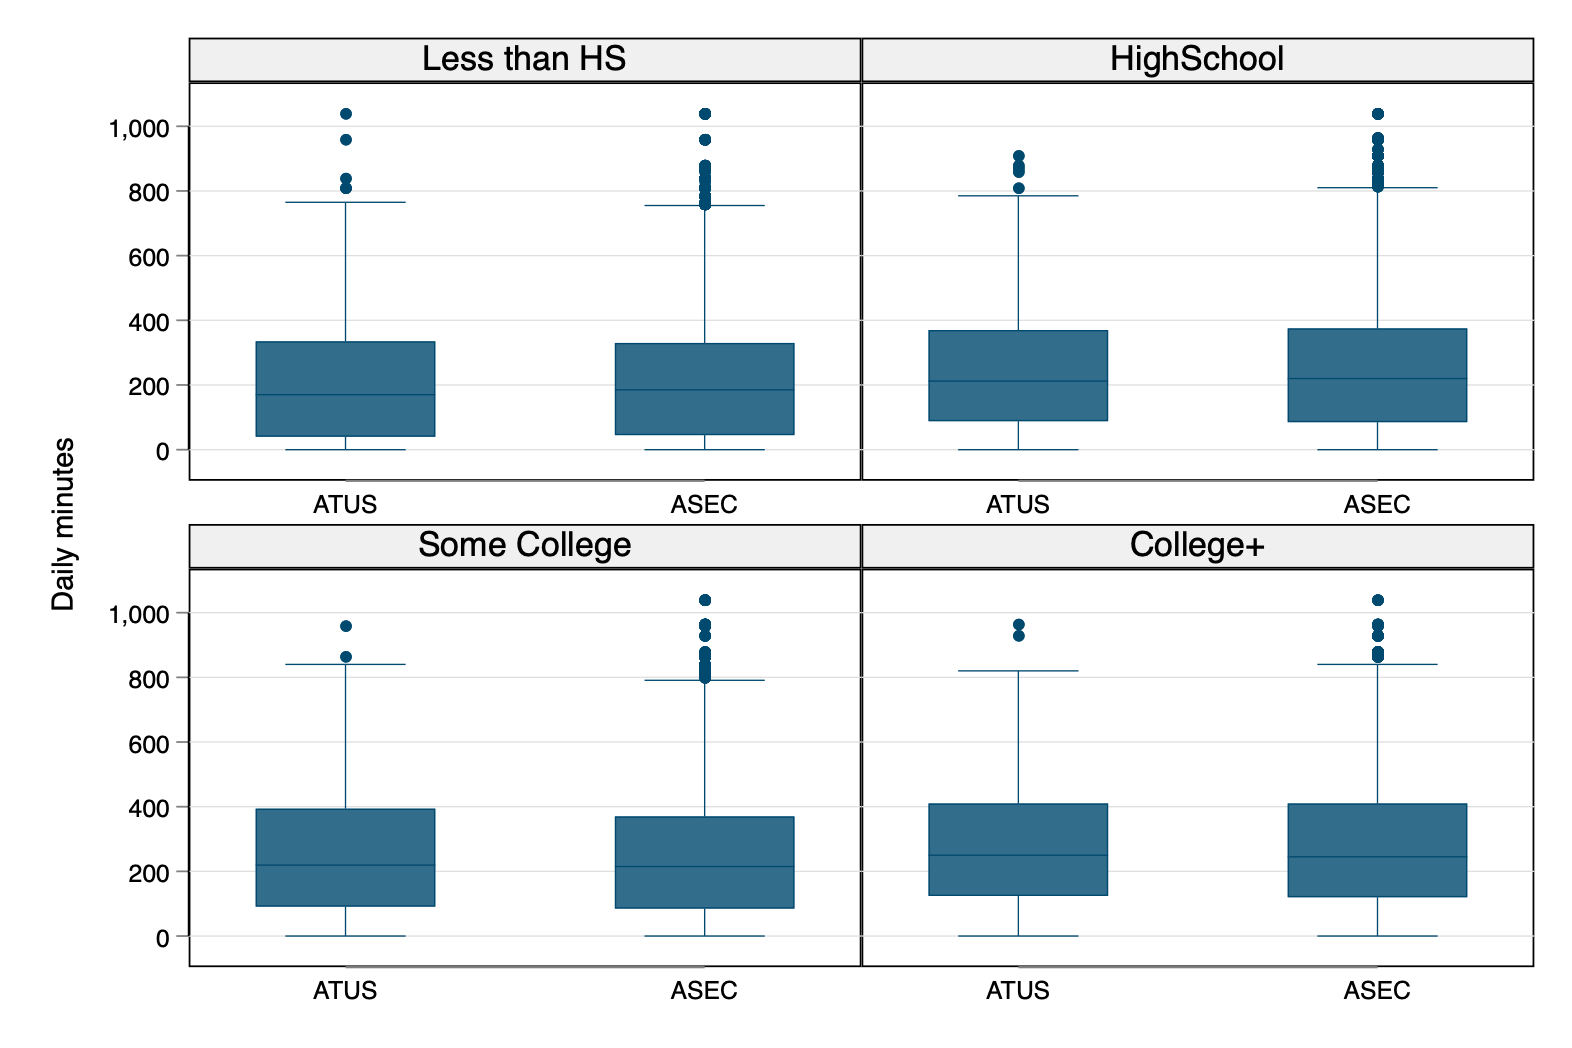 Less than HS
HighSchool
1,000
800
600
400
200
0
ATUS
ASEC
ATUS
ASEC
Daily minutes
Some College
College+
1,000
800
600
400
200
0
ATUS
ASEC
ATUS
ASEC